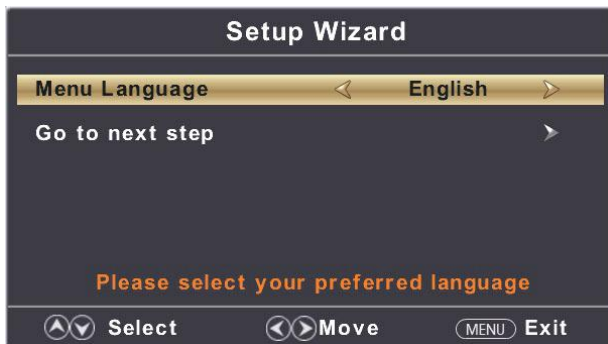 Setup Wizard
Menu Language English
Go to next step
Please select your preferred language
Select Move MENU Exit